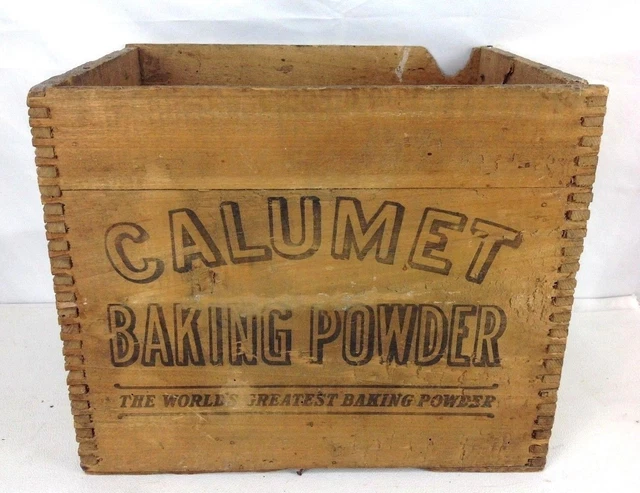 CALUMET
BAKING POWDER
THE WORLD'S GREATEST BAKING POWDER